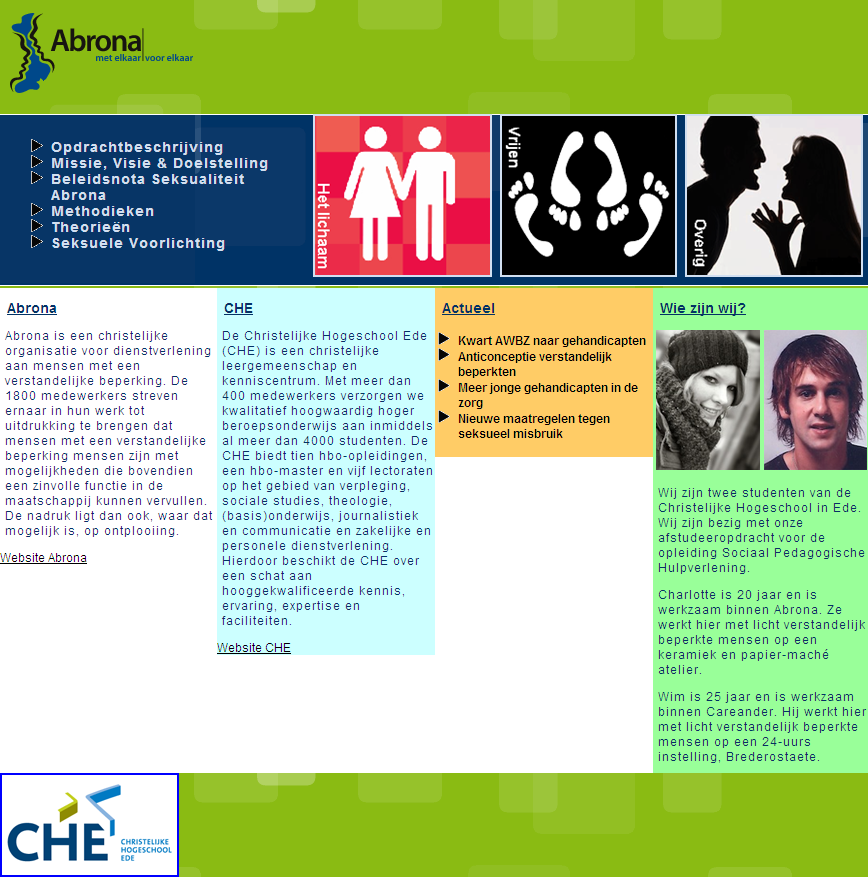 Abrona
met elkaar voor elkaar
Opdrachtbeschrijving
Missie, Visie & Doelstelling
Beleidsnota Seksualiteit
Abrona
Methodieken
Theorieën
Seksuele Voorlichting
Het lichaam
Vrijen
Overig
Abrona
Abrona is een christelijke
organisatie voor dienstverlening
aan mensen met een
verstandelijke beperking. De
1800 medewerkers streven
ernaar in hun werk tot
uitdrukking te brengen dat
mensen met een verstandelijke
beperking mensen zijn met
mogelijkheden die bovendien
een zinvolle functie in de
maatschappij kunnen vervullen.
De nadruk ligt dan ook, waar dat
mogelijk is, op ontplooiing.
Website Abrona
CHE
De Christelijke Hogeschool Ede
(CHE) is een christelijke
leergemeenschap en
kenniscentrum. Met meer dan
400 medewerkers verzorgen we
kwalitatief hoogwaardig hoger
beroepsonderwijs aan inmiddels
al meer dan 4000 studenten. De
CHE biedt tien hbo-opleidingen,
een hbo-master en vijf lectoraten
op het gebied van verpleging,
sociale studies, theologie,
(basis)onderwijs, journalistiek
en communicatie en zakelijke en
personele dienstverlening.
Hierdoor beschikt de CHE over
een schat aan
hooggekwalificeerde kennis,
ervaring, expertise en
faciliteiten.
Website CHE
Actueel
Kwart AWBZ naar gehandicapten
Anticonceptie verstandelijk
beperkten
Meer jonge gehandicapten in de
zorg
Nieuwe maatregelen tegen
seksueel misbruik
Wie zijn wij?
Wij zijn twee studenten van de
Christelijke Hogeschool in Ede.
Wij zijn bezig met onze
afstudeeropdracht voor de
opleiding Sociaal Pedagogische
Hulpverlening.
Charlotte is 20 jaar en is
werkzaam binnen Abrona. Ze
werkt hier met licht verstandelijk
beperkte mensen op een
keramiek en papier-maché
atelier.
Wim is 25 jaar en is werkzaam
binnen Careander. Hij werkt hier
met licht verstandelijk beperkte
mensen op een 24-uurs
instelling, Brederostaete.
CHE
CHRISTELIJKE
HOGESCHOOL
EDE